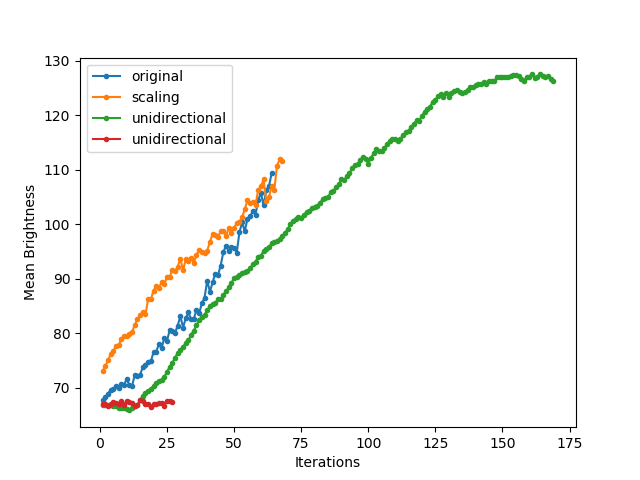 130
120
110
100
90
80
70
Mean Brightness
original
scaling
unidirectional
unidirectional
0 25 50 75 100 125 150 175
Iterations